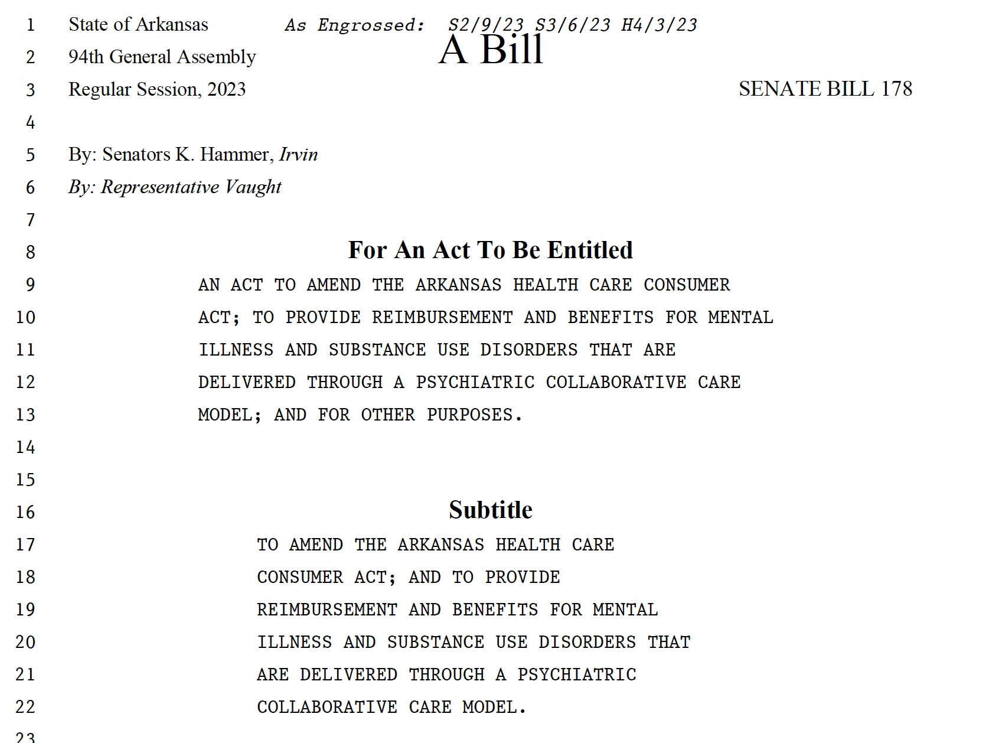 1 State of Arkansas As Engrossed: S2/9/23 S3/6/23 H4/3/23
2 94th General Assembly A Bill
3 Regular Session, 2023 SENATE BILL 178
4
5 By: Senators K. Hammer, Irvin
6 By: Representative Vaught
7
8 For An Act To Be Entitled
9 AN ACT TO AMEND THE ARKANSAS HEALTH CARE CONSUMER
10 ACT; TO PROVIDE REIMBURSEMENT AND BENEFITS FOR MENTAL
11 ILLNESS AND SUBSTANCE USE DISORDERS THAT ARE
12 DELIVERED THROUGH A PSYCHIATRIC COLLABORATIVE CARE
13 MODEL; AND FOR OTHER PURPOSES.
14
15
16 Subtitle
17 TO AMEND THE ARKANSAS HEALTH CARE
18 CONSUMER ACT; AND TO PROVIDE
19 REIMBURSEMENT AND BENEFITS FOR MENTAL
20 ILLNESS AND SUBSTANCE USE DISORDERS THAT
21 ARE DELIVERED THROUGH A PSYCHIATRIC
22 COLLABORATIVE CARE MODEL.
23